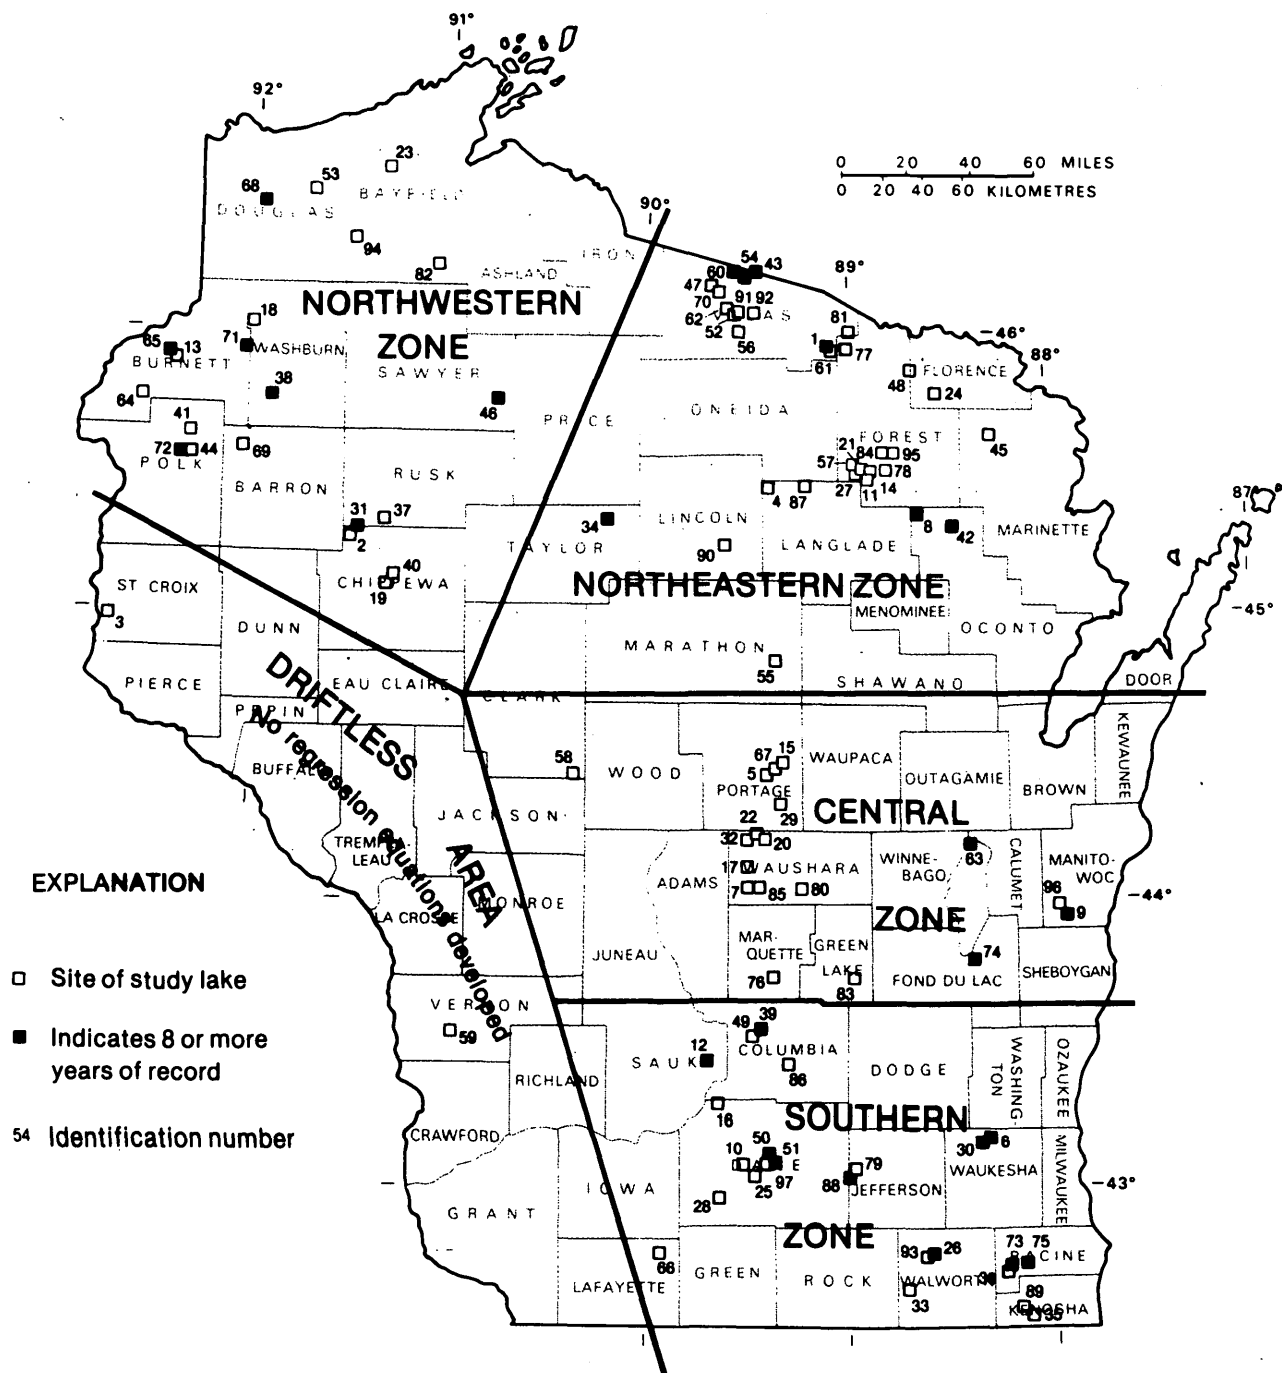 91°
92°
23
53
68
BAYFIELD
DOUGLAS
94
82
ASHLAND
IRON
90°
0 20 40 60 MILES
0 20 40 60 KILOMETRES
54
60
43
47
89°
70
91
92
62
VILAS
52
56
81
1
61
77
46°
88°
48
FLORENCE
24
NORTHWESTERN
ZONE
18
71
WASHBURN
65
13
BURNETT
SAWYER
38
46
64
41
72
44
POLK
69
BARRON
RUSK
PRICE
ONEIDA
21
FOREST
84
95
57
78
27
11
14
45
4
87
31
37
2
34
TAYLOR
LINCOLN
90
LANGLADE
8
42
MARINETTE
87°
40
CHIPPEWA
19
NORTHEASTERN ZONE
MENOMINEE
OCONTO
45°
ST CROIX
3
DUNN
PIERCE
MARATHON
55
SHAWANO
DOOR
DRIFTLESS
AREA
No regression equations developed
EAU CLAIRE
CLARK
PEPIN
BUFFALO
58
WOOD
67
15
5
PORTAGE
29
WAUPACA
OUTAGAMIE
BROWN
KEWAUNEE
CENTRAL
ZONE
JACKSON
TREMPEALEAU
22
32
20
17
WAUSHARA
7
85
80
ADAMS
WINNE-
BAGO
63
CALUMET
MANITO-
WOC
96
9
44°
MONROE
LA CROSSE
JUNEAU
MAR-
QUETTE
76
GREEN
LAKE
83
74
FOND DU LAC
SHEBOYGAN
EXPLANATION
Site of study lake
Indicates 8 or more
years of record
54 Identification number
VERNON
59
49
39
COLUMBIA
12
SAUK
86
DODGE
WASHING
TON
OZAUKEE
RICHLAND
16
SOUTHERN
ZONE
CRAWFORD
50
51
10
DANE
25
97
28
79
88
JEFFERSON
30
6
WAUKESHA
MILWAUKEE
43°
IOWA
GRANT
66
LAFAYETTE
GREEN
ROCK
93
26
WALWORTH
33
73
75
RACINE
36
89
KENOSHA
35